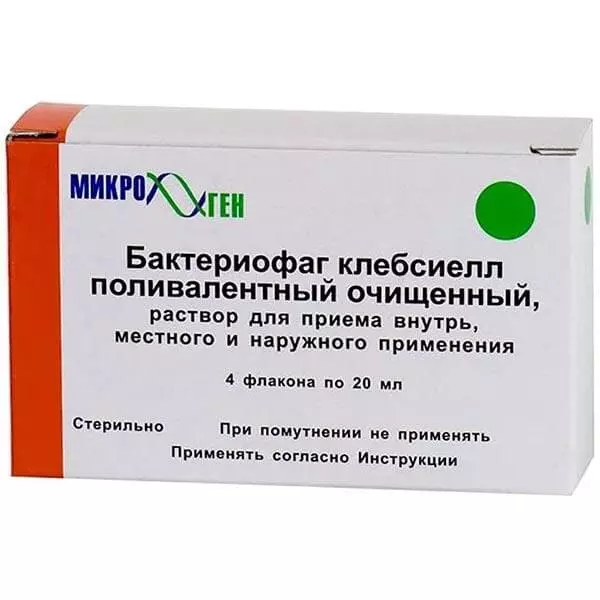 МИКРОГЕН
Бактериофаг клебсиелл
поливалентный очищенный,
раствор для приема внутрь,
местного и наружного применения
4 флакона по 20 мл
Стерильно
При помутнении не применять
Применять согласно Инструкции